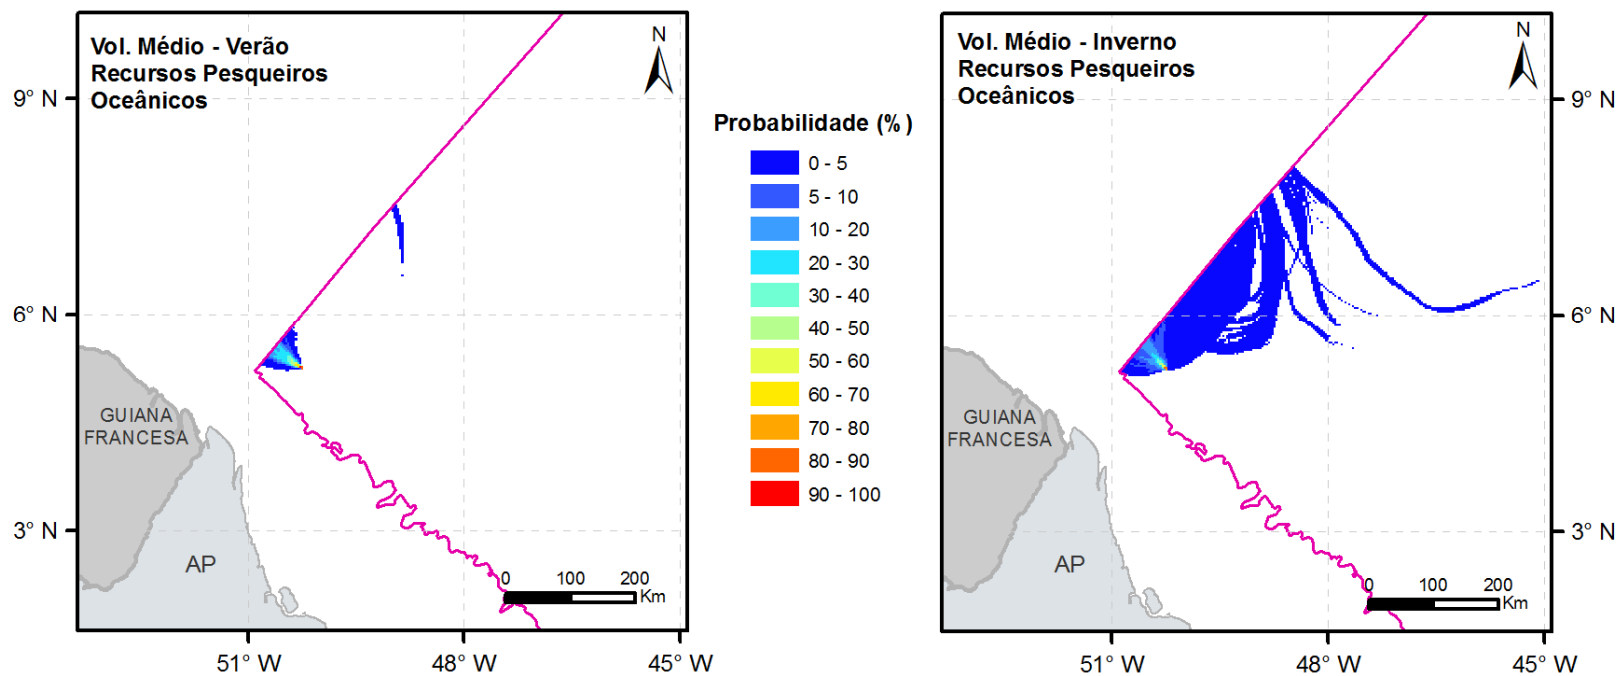 Vol. Médio - Verão
Recursos Pesqueiros
Oceânicos
N
9° N
6° N
3° N
GUIANA
FRANCESA
AP
0 100 200
Km
51° W 48° W 45° W
Probabilidade (%)
0 - 5
5 - 10
10 - 20
20 - 30
30 - 40
40 - 50
50 - 60
60 - 70
70 - 80
80 - 90
90 - 100
Vol. Médio - Inverno
Recursos Pesqueiros
Oceânicos
N
9° N
6° N
3° N
GUIANA
FRANCESA
AP
0 100 200
Km
51° W 48° W 45° W